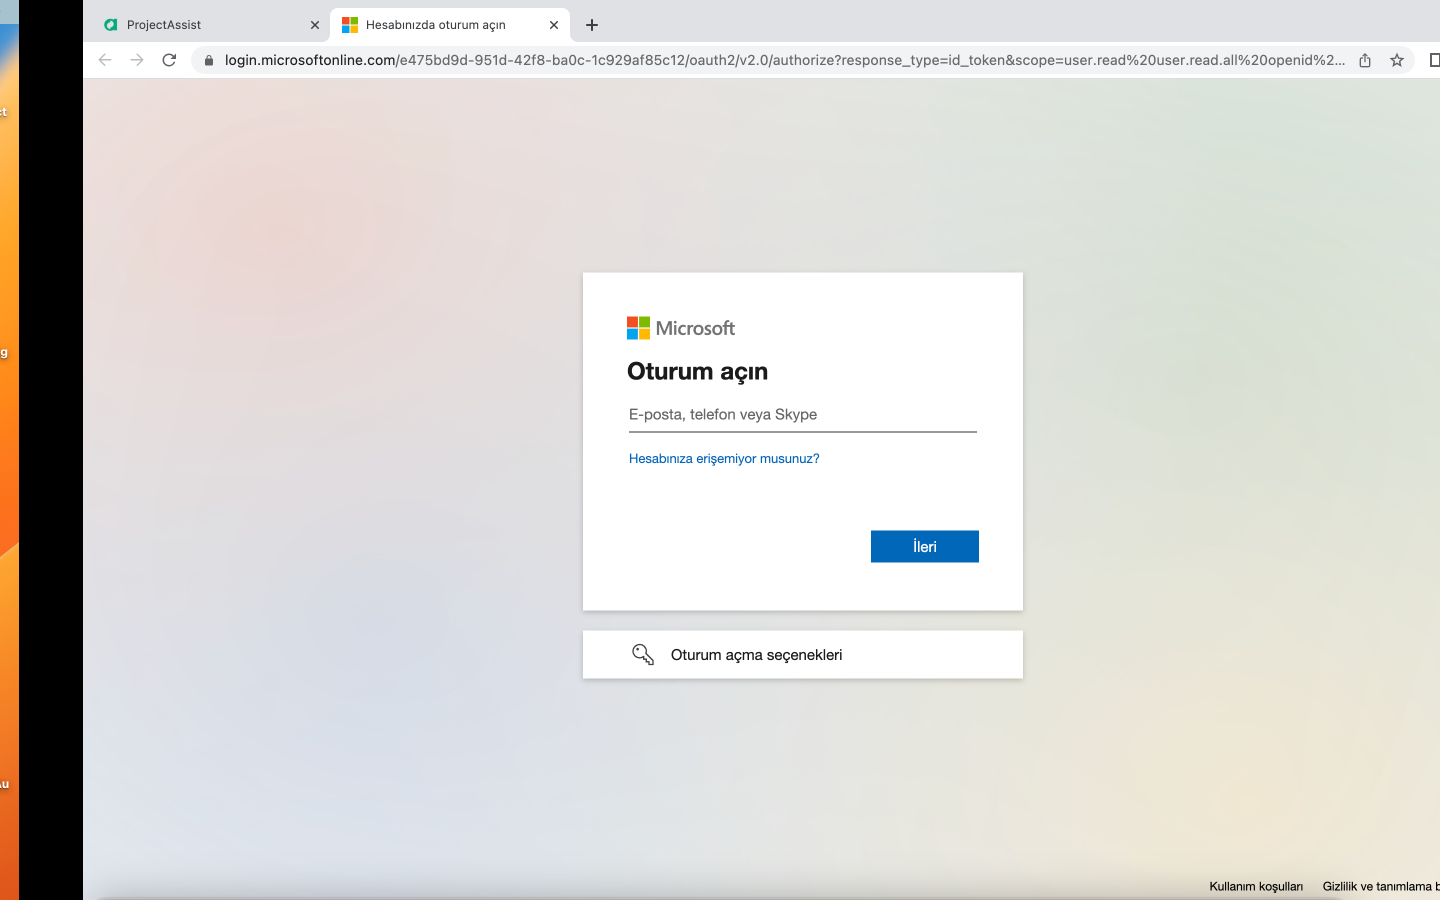 ProjectAssist
Hesabınızda oturum açın
login.microsoftonline.com/e475bd9d-951d-42f8-ba0c-1c929af85c12/oauth2/v2.0/authorize?response_type=id_token&scope=user.read%20user.read.all%20openid%2...
ct
g
Au
Microsoft
Oturum açın
E-posta, telefon veya Skype
Hesabınıza erişemiyor musunuz?
İleri
Oturum açma seçenekleri
Kullanım koşulları
Gizlilik ve tanımlama b